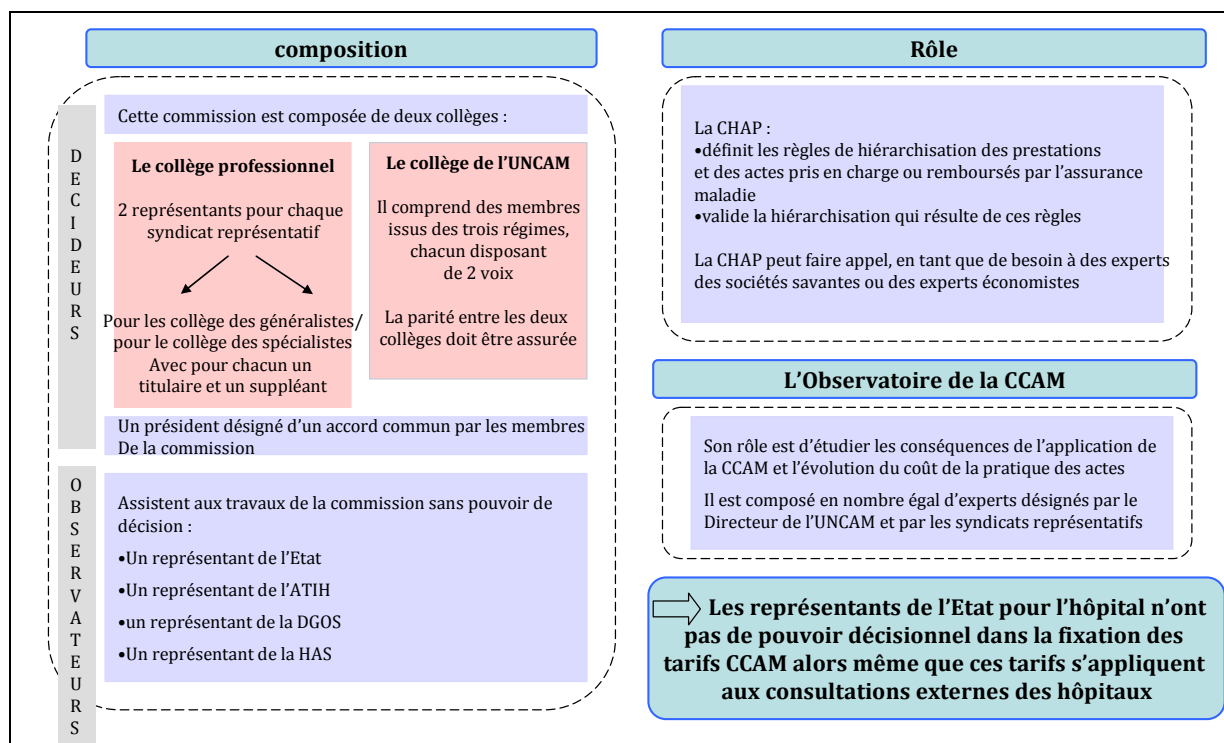 composition
DECIDEURS
Cette commission est composée de deux collèges :
Le collège professionnel
2 représentants pour chaque
syndicat représentatif
Pour les collège des généralistes/
pour le collège des spécialistes
Avec pour chacun un
titulaire et un suppléant
Le collège de l’UNCAM
Il comprend des membres
issus des trois régimes,
chacun disposant
de 2 voix
La parité entre les deux
collèges doit être assurée
Un président désigné d’un accord commun par les membres
De la commission
OBSERVATEURS
Assistent aux travaux de la commission sans pouvoir de
décision :
•Un représentant de l’Etat
•Un représentant de l’ATIH
•un représentant de la DGOS
•Un représentant de la HAS
Rôle
La CHAP :
•définit les règles de hiérarchisation des prestations
et des actes pris en charge ou remboursés par l’assurance
maladie
•valide la hiérarchisation qui résulte de ces règles
La CHAP peut faire appel, en tant que de besoin à des experts
des sociétés savantes ou des experts économistes
L’Observatoire de la CCAM
Son rôle est d’étudier les conséquences de l’application de
la CCAM et l’évolution du coût de la pratique des actes
Il est composé en nombre égal d’experts désignés par le
Directeur de l’UNCAM et par les syndicats représentatifs
Les représentants de l’Etat pour l’hôpital n’ont
pas de pouvoir décisionnel dans la fixation des
tarifs CCAM alors même que ces tarifs s’appliquent
aux consultations externes des hôpitaux